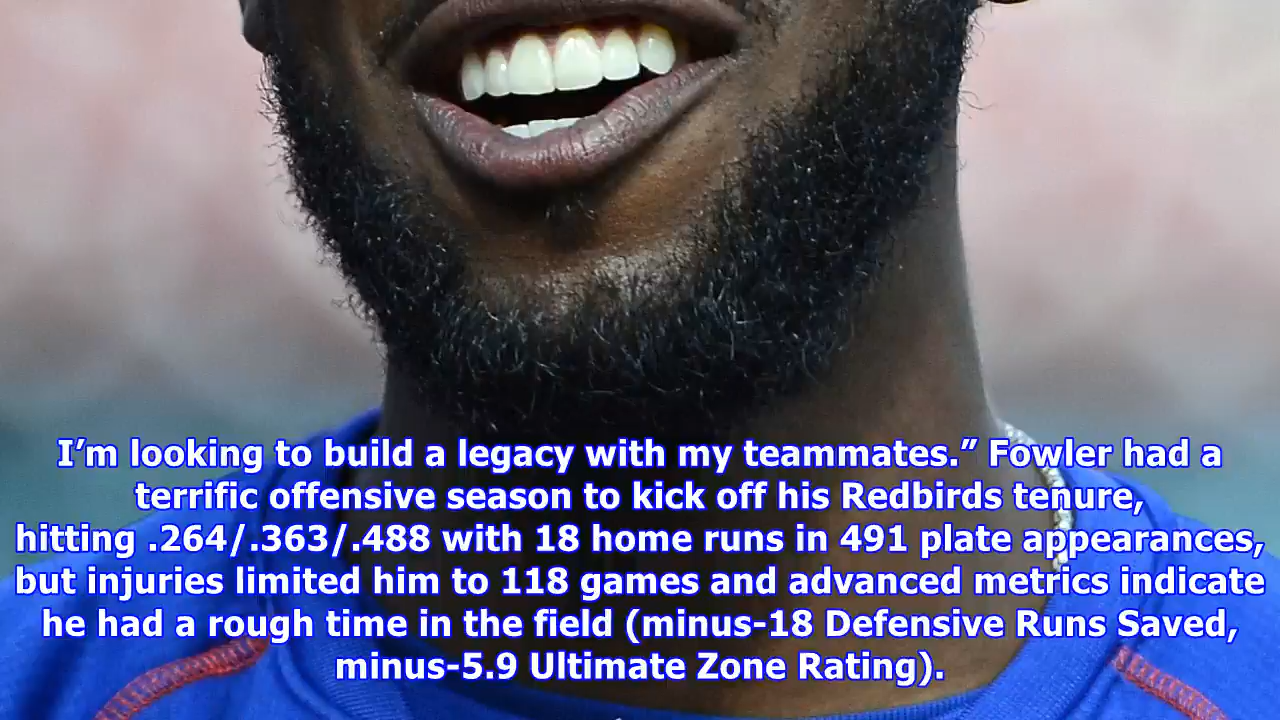 I’m looking to build a legacy with my teammates.” Fowler had a
terrific offensive season to kick off his Redbirds tenure,
hitting .264/.363/.488 with 18 home runs in 491 plate appearances,
but injuries limited him to 118 games and advanced metrics indicate
he had a rough time in the field (minus-18 Defensive Runs Saved,
minus-5.9 Ultimate Zone Rating).